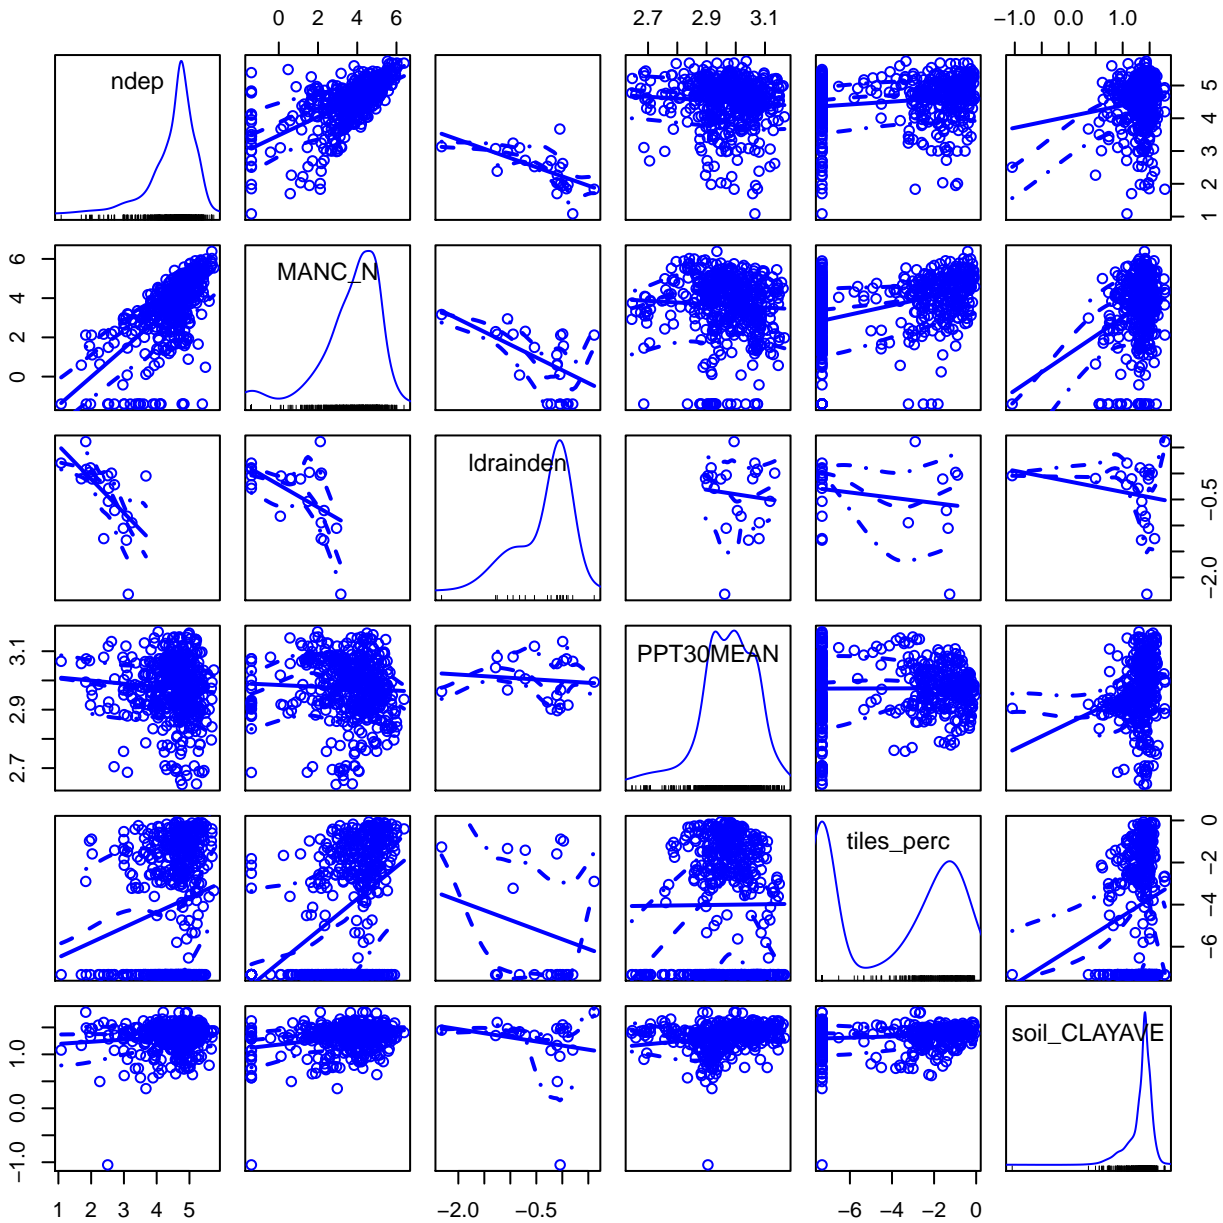 0 2 4 6 2.7 2.9 3.1 −1.0 0.0 1.0
ndep
1 2 3 4 5
MANC_N
0 2 4 6
ldrainden
−2.0 −0.5
PPT30MEAN
2.7 2.9 3.1
tiles_perc
−6 −4 −2 0
soil_CLAYAVE
−1.0 0.0 1.0
1 2 3 4 5 −2.0 −0.5 −6 −4 −2 0